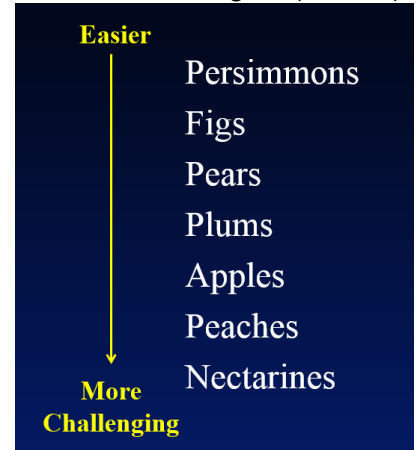 Easier
Persimmons
Figs
Pears
Plums
Apples
Peaches
Nectarines
More
Challenging